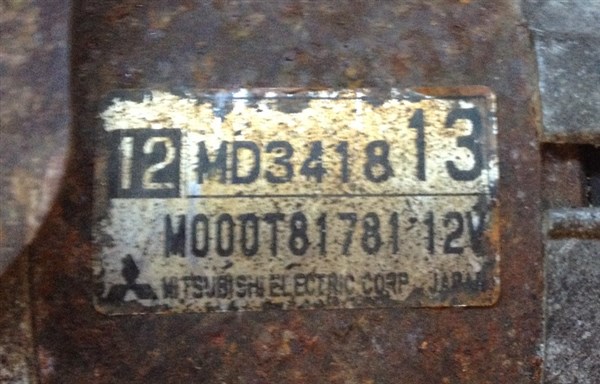 12 MD341813
M000T81781 12V
MITSUBISHI ELECTRIC CORP. JAPAN